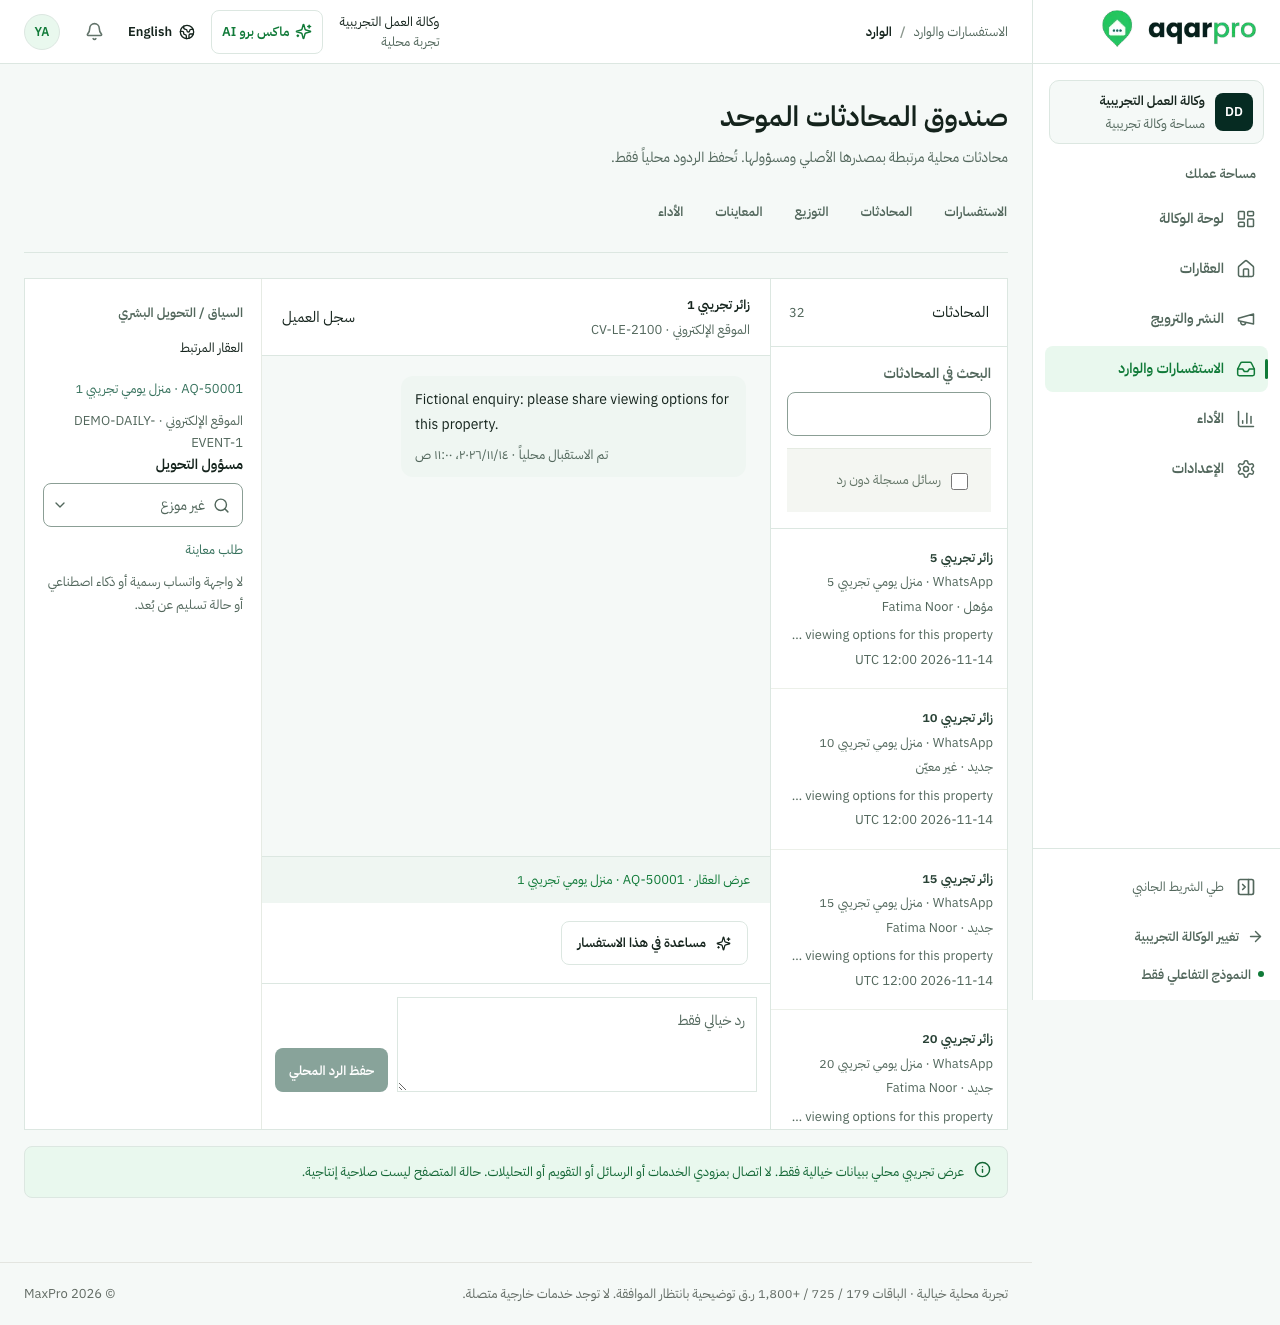 aqarpro
وكالة العمل التجريبية
مساحة وكالة تجريبية
DD
مساحة عملك
لوحة الوكالة
العقارات
النشر والترويج
الاستفسارات والوارد
الأداء
الإعدادات
طي الشريط الجانبي
تغيير الوكالة التجريبية
النموذج التفاعلي فقط
الاستفسارات والوارد / الوارد
وكالة العمل التجريبية
تجربة محلية
ماكس برو AI
English
YA
صندوق المحادثات الموحد
محادثات محلية مرتبطة بمصدرها الأصلي ومسؤولها. تُحفظ الردود محلياً فقط.
الاستفسارات
المحادثات
التوزيع
المعاينات
الأداء
المحادثات
32
البحث في المحادثات
رسائل مسجلة دون رد
زائر تجريبي 5
WhatsApp · منزل يومي تجريبي 5
مؤهل · Fatima Noor
... viewing options for this property
UTC 12:00 2026-11-14
زائر تجريبي 10
WhatsApp · منزل يومي تجريبي 10
جديد · غير معيّن
... viewing options for this property
UTC 12:00 2026-11-14
زائر تجريبي 15
WhatsApp · منزل يومي تجريبي 15
جديد · Fatima Noor
... viewing options for this property
UTC 12:00 2026-11-14
زائر تجريبي 20
WhatsApp · منزل يومي تجريبي 20
جديد · Fatima Noor
... viewing options for this property
زائر تجريبي 1
الموقع الإلكتروني · CV-LE-2100
سجل العميل
Fictional enquiry: please share viewing options for
this property.
تم الاستقبال محلياً · ٢٠٢٦/١١/١٤، ١١:٠٠ ص
عرض العقار · AQ-50001 · منزل يومي تجريبي 1
مساعدة في هذا الاستفسار
رد خيالي فقط
حفظ الرد المحلي
السياق / التحويل البشري
العقار المرتبط
AQ-50001 · منزل يومي تجريبي 1
الموقع الإلكتروني · DEMO-DAILY-
EVENT-1
مسؤول التحويل
غير موزع
طلب معاينة
لا واجهة واتساب رسمية أو ذكاء اصطناعي
أو حالة تسليم عن بُعد.
عرض تجريبي محلي ببيانات خيالية فقط. لا اتصال بمزودي الخدمات أو الرسائل أو التقويم أو التحليلات. حالة المتصفح ليست صلاحية إنتاجية.
تجربة محلية خيالية · الباقات 179 / 725 / +1,800 ر.ق توضيحية بانتظار الموافقة. لا توجد خدمات خارجية متصلة.
© MaxPro 2026